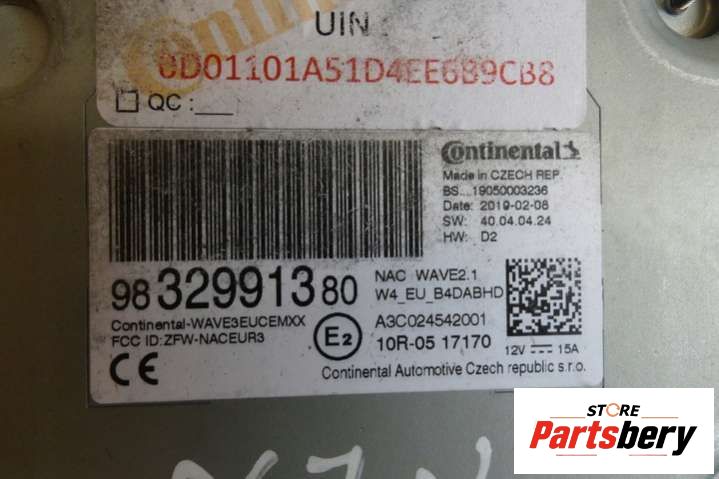 UIN
0D01101A51D4EE6B9CB8
QC :
Continental
Made in CZECH REP.
BS...19050003236
Date: 2019-02-08
SW: 40.04.04.24
HW: D2
98 329913 80
NAC WAVE2.1
W4_EU_B4DABHD
Continental-WAVE3EUCEMXX
FCC ID:ZFW-NACEUR3
E2
A3C024542001
10R-05 17170
12V 15A
CE
Continental Automotive Czech republic s.r.o.
STORE
Partsbery